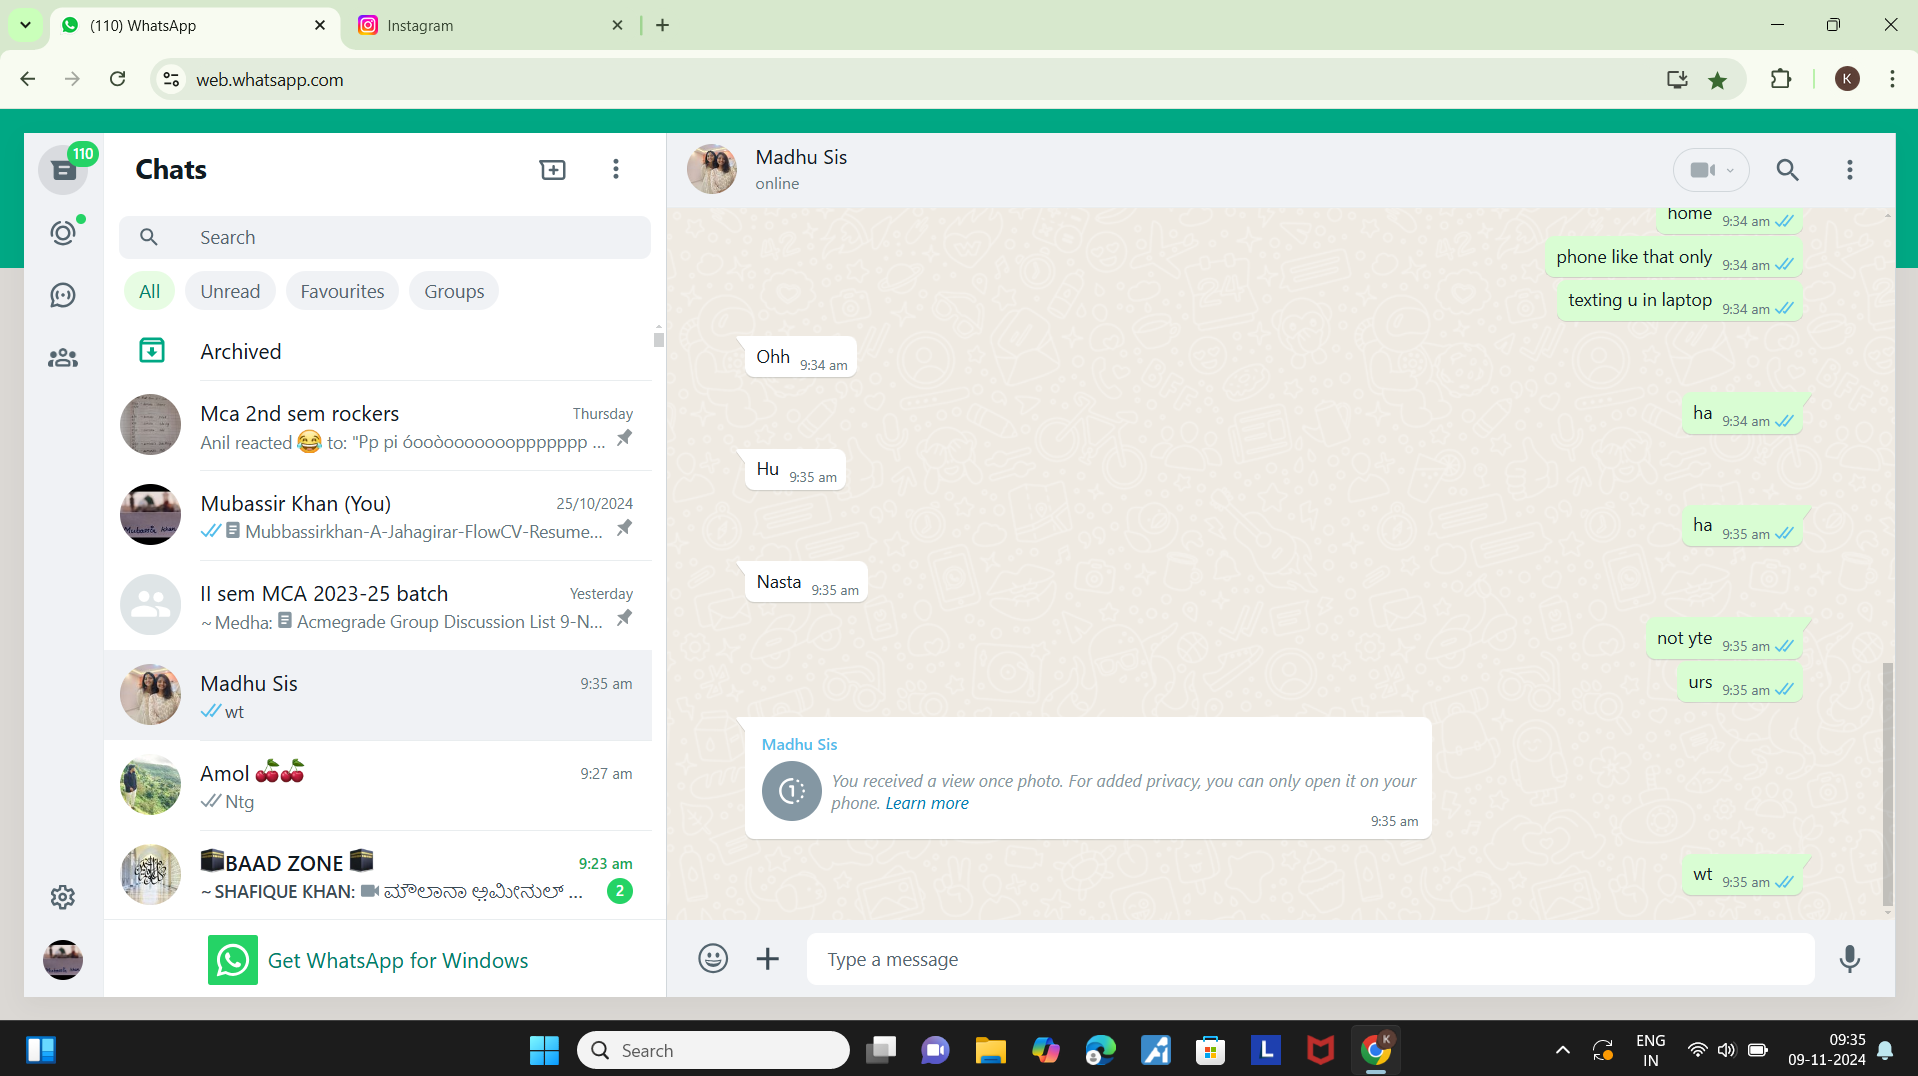 (110) WhatsApp
Instagram
web.whatsapp.com
K
110
Chats
Search
All Unread Favourites Groups
Archived
Mca 2nd sem rockers Thursday
Anil reacted 😂 to: "Pp pi óooòooooooopppppp ...
Mubassir Khan (You) 25/10/2024
Mubbassirkhan-A-Jahagirar-FlowCV-Resume...
II sem MCA 2023-25 batch Yesterday
~ Medha: Acmegrade Group Discussion List 9-N...
Madhu Sis 9:35 am
wt
Amol 🍒🍒 9:27 am
Ntg
🕋BAAD ZONE 🕋 9:23 am
~ SHAFIQUE KHAN: ಮೌಲಾನಾ ... 2
Get WhatsApp for Windows
Madhu Sis
online
home 9:34 am
phone like that only 9:34 am
texting u in laptop 9:34 am
Ohh 9:34 am
ha 9:34 am
Hu 9:35 am
ha 9:35 am
Nasta 9:35 am
not yte 9:35 am
urs 9:35 am
Madhu Sis
You received a view once photo. For added privacy, you can only open it on your
phone. Learn more
9:35 am
wt 9:35 am
Type a message
Search
L
K
ENG
IN
09:35
09-11-2024